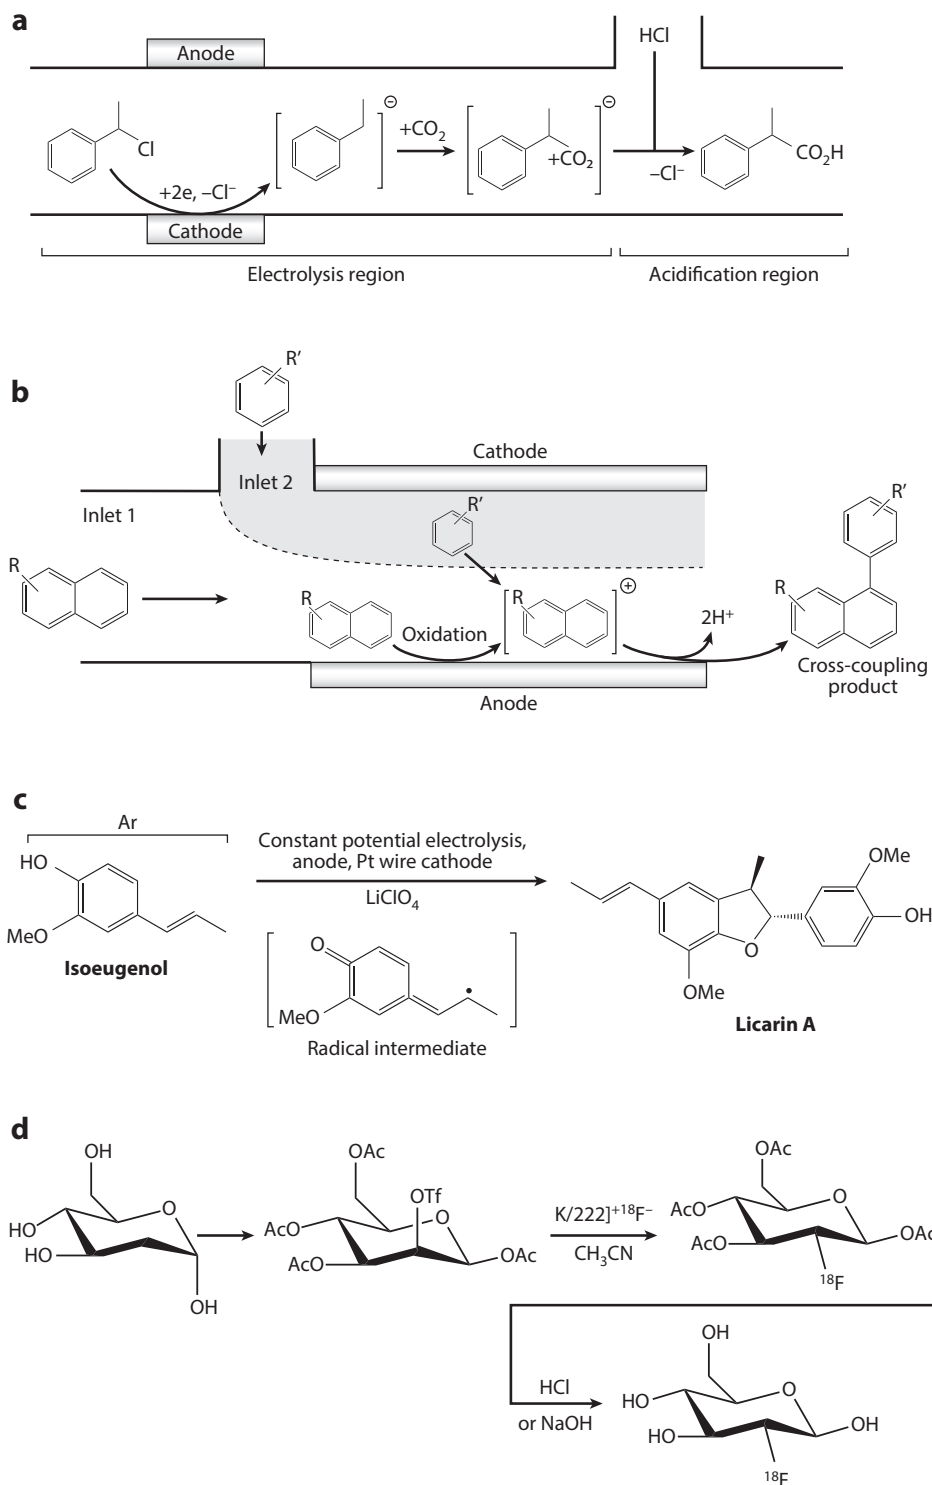 a
Anode
HCl
Cl
⊖
+CO₂
+CO₂
⊖
CO₂H
+2e, –Cl⁻
–Cl⁻
Cathode
Electrolysis region
Acidification region
b
R'
Cathode
Inlet 2
Inlet 1
R'
R'
R
R
R
⊕
R
Oxidation
2H⁺
Anode
Cross-coupling
product
c
Ar
HO
MeO
Isoeugenol
Constant potential electrolysis,
anode, Pt wire cathode
LiClO₄
O
MeO
Radical intermediate
OMe
OH
O
OMe
Licarin A
d
OH
O
HO
HO
OH
OAc
OTf
O
AcO
AcO
OAc
K/222]⁺¹⁸F⁻
CH₃CN
OAc
O
AcO
AcO
OAc
¹⁸F
HCl
or NaOH
OH
O
HO
HO
OH
¹⁸F